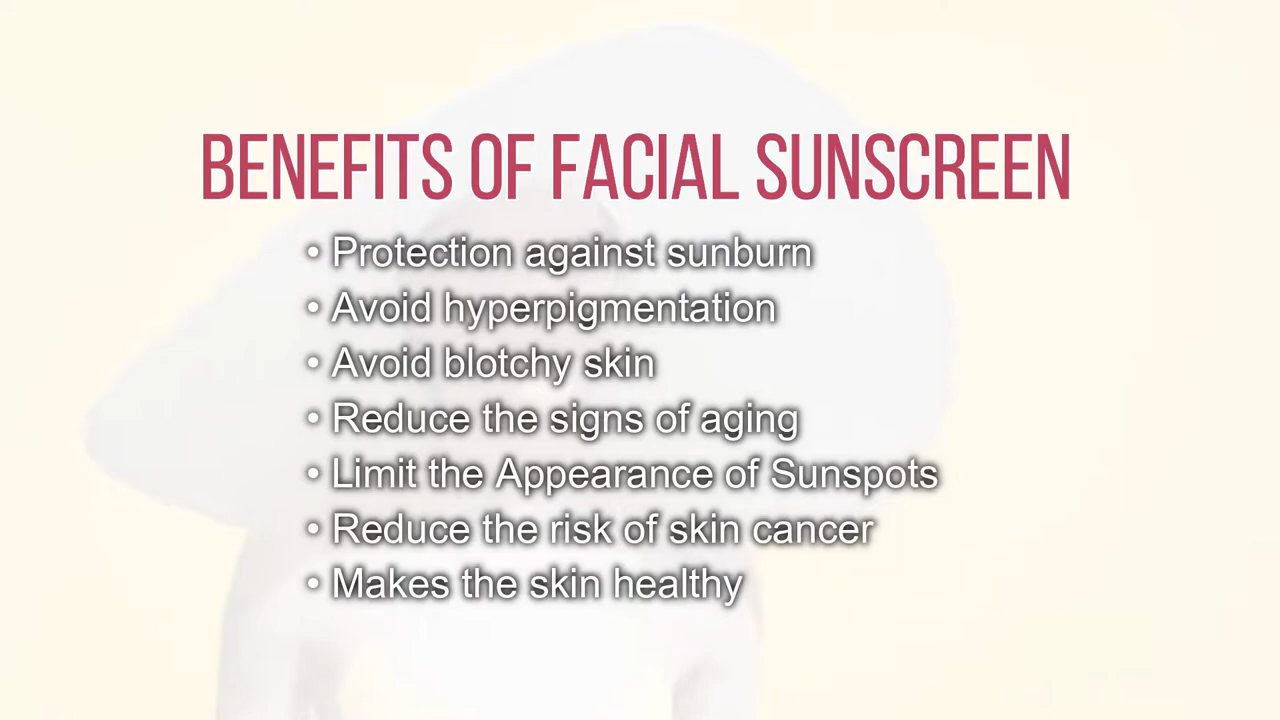 BENEFITS OF FACIAL SUNSCREEN
• Protection against sunburn
• Avoid hyperpigmentation
• Avoid blotchy skin
• Reduce the signs of aging
• Limit the Appearance of Sunspots
• Reduce the risk of skin cancer
• Makes the skin healthy